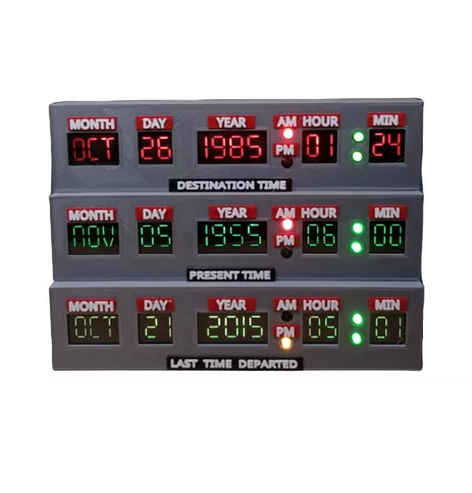 MONTH DAY YEAR AM HOUR MIN
OCT 26 1985 PM 01 24
DESTINATION TIME
MONTH DAY YEAR AM HOUR MIN
NOV 05 1955 PM 06 00
PRESENT TIME
MONTH DAY YEAR AM HOUR MIN
OCT 21 2015 PM 05 01
LAST TIME DEPARTED